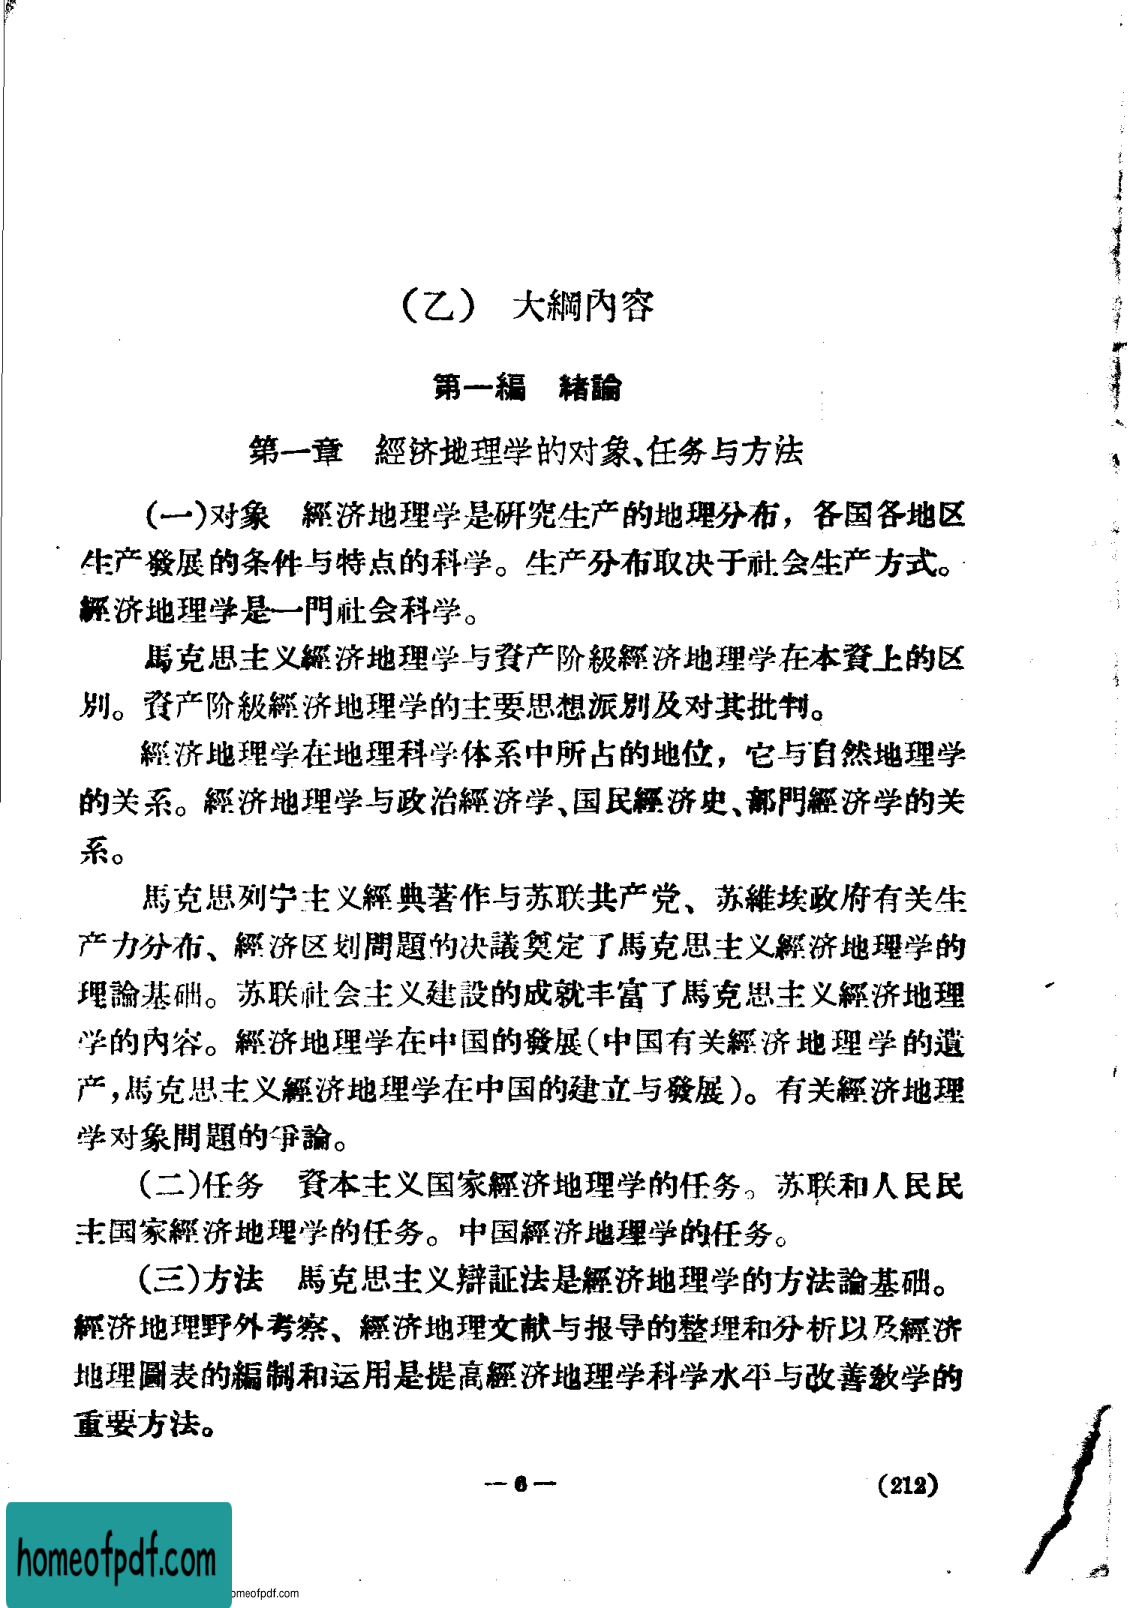 （乙） 大綱內容
第一編 緒論
第一章 經济地理学的对象、任务与方法
(一)对象 經济地理学是研究生产的地理分布，各国各地区
生产發展的条件与特点的科学。生产分布取决于社会生产方式。
經济地理学是一門社会科学。
馬克思主义經济地理学与資产阶級經济地理学在本資上的区
別。資产阶級經济地理学的主要思想派別及对其批判。
經济地理学在地理科学体系中所占的地位，它与自然地理学
的关系。經济地理学与政治經济学、国民經济史、部門經济学的关
系。
馬克思列宁主义經典著作与苏联共产党、苏維埃政府有关生
产力分布、經济区划問題的决議奠定了馬克思主义經济地理学的
理論基础。苏联社会主义建設的成就丰富了馬克思主义經济地理
学的內容。經济地理学在中国的發展(中国有关經济地理学的遺
产,馬克思主义經济地理学在中国的建立与發展)。有关經济地理
学对象問題的爭論。
(二)任务 資本主义国家經济地理学的任务。苏联和人民民
主国家經济地理学的任务。中国經济地理学的任务。
(三)方法 馬克思主义辯証法是經济地理学的方法論基础。
經济地理野外考察、經济地理文献与报导的整理和分析以及經济
地理圖表的編制和运用是提高經济地理学科学水平与改善教学的
重要方法。
— 6 — (212)
homeofpdf.com
omeofpdf.com